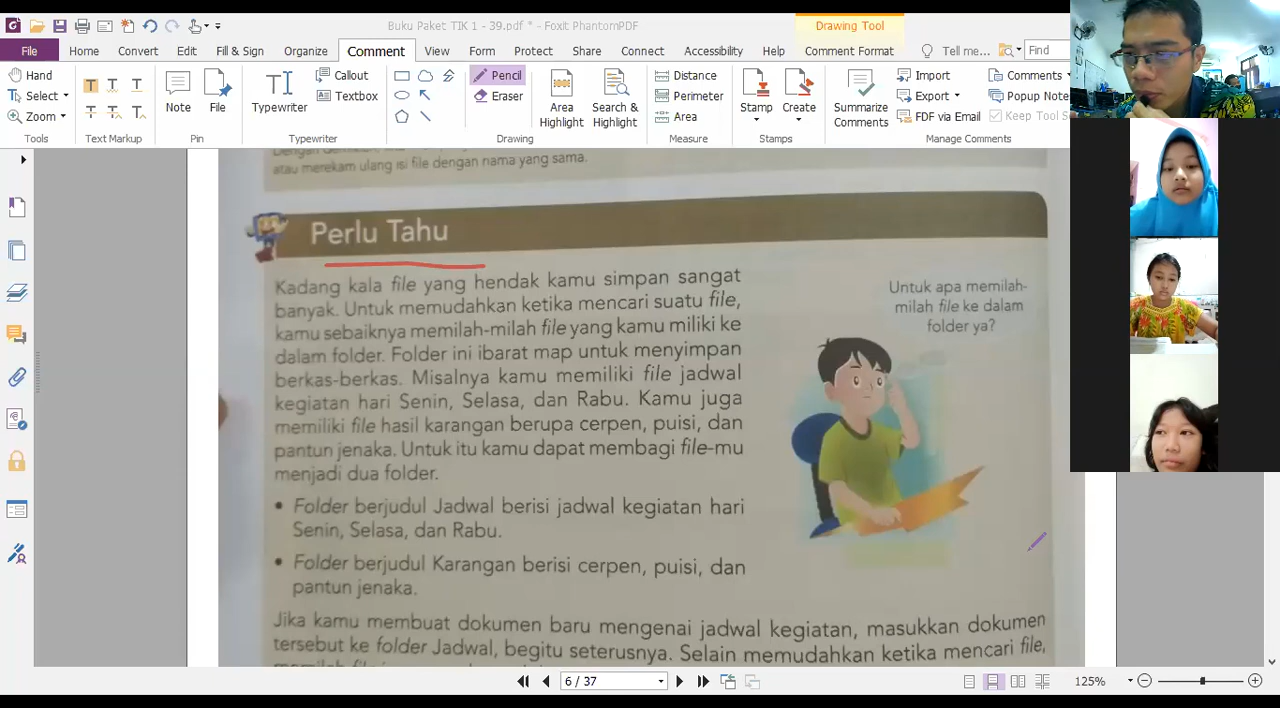 Buku Paket TIK 1 - 39.pdf * - Foxit PhantomPDF
Drawing Tool
File Home Convert Edit Fill & Sign Organize Comment View Form Protect Share Connect Accessibility Help Comment Format Tell me... Find
Hand
Select
Zoom
Tools
Text Markup
Note
File
Pin
Typewriter
Callout
Textbox
Typewriter
Pencil
Eraser
Drawing
Area
Highlight
Search &
Highlight
Distance
Perimeter
Area
Measure
Stamp
Create
Stamps
Summarize
Comments
Import
Export
FDF via Email
Comments
Popup Note
Keep Tool S
Manage Comments
atau merekam ulang isi file dengan nama yang sama.
Perlu Tahu
Kadang kala file yang hendak kamu simpan sangat
banyak. Untuk memudahkan ketika mencari suatu file,
kamu sebaiknya memilah-milah file yang kamu miliki ke
dalam folder. Folder ini ibarat map untuk menyimpan
berkas-berkas. Misalnya kamu memiliki file jadwal
kegiatan hari Senin, Selasa, dan Rabu. Kamu juga
memiliki file hasil karangan berupa cerpen, puisi, dan
pantun jenaka. Untuk itu kamu dapat membagi file-mu
menjadi dua folder.
• Folder berjudul Jadwal berisi jadwal kegiatan hari
Senin, Selasa, dan Rabu.
• Folder berjudul Karangan berisi cerpen, puisi, dan
pantun jenaka.
Untuk apa memilah-
milah file ke dalam
folder ya?
Jika kamu membuat dokumen baru mengenai jadwal kegiatan, masukkan dokumen
tersebut ke folder Jadwal, begitu seterusnya. Selain memudahkan ketika mencari file,
6 / 37
125%